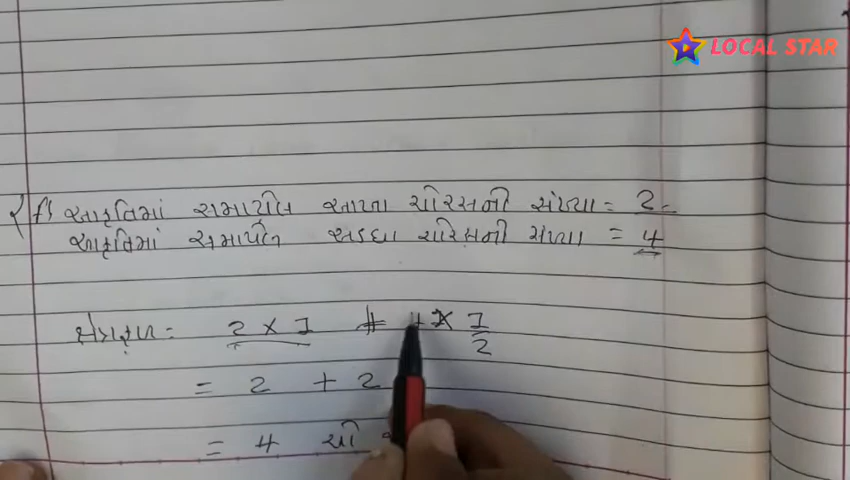 LOCAL STAR
આકૃતિમાં સમાયેલ આખા ચોરસની સંખ્યા = 2
આકૃતિમાં સમાયેલ અડધા ચોરસની સંખ્યા = 4
ક્ષેત્રફળ = 2 × 1 + 4 × 1/2
= 2 + 2
= 4 ચો